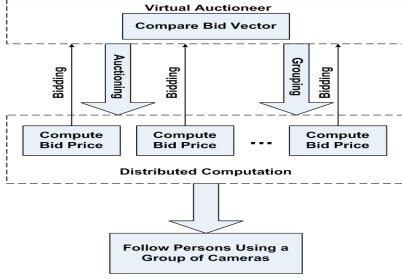 Virtual Auctioneer
Compare Bid Vector
Bidding
Auctioning
Bidding
Grouping
Bidding
Compute
Bid Price
Compute
Bid Price
...
Compute
Bid Price
Distributed Computation
Follow Persons Using a
Group of Cameras